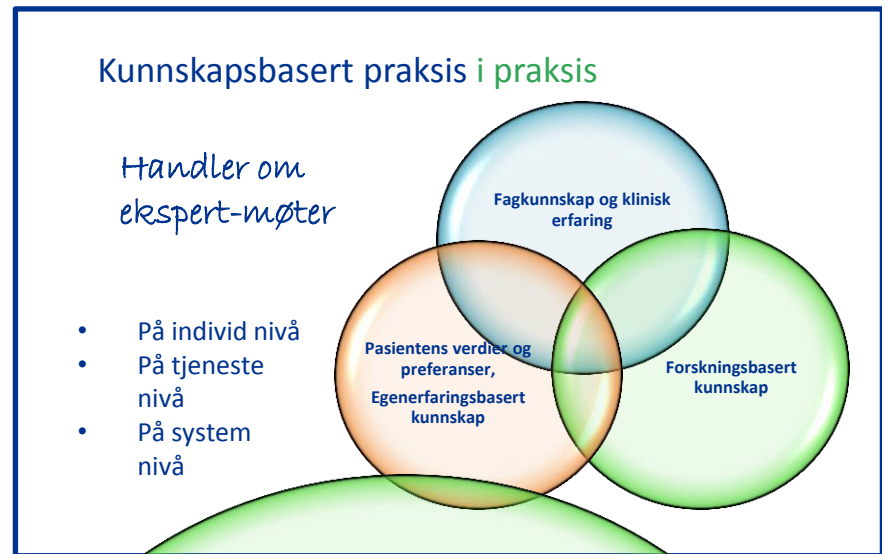 Kunnskapsbasert praksis i praksis
Handler om
ekspert-møter
• På individ nivå
• På tjeneste
nivå
• På system
nivå
Fagkunnskap og klinisk
erfaring
Pasientens verdier og
preferanser,
Egenerfaringsbasert
kunnskap
Forskningsbasert
kunnskap